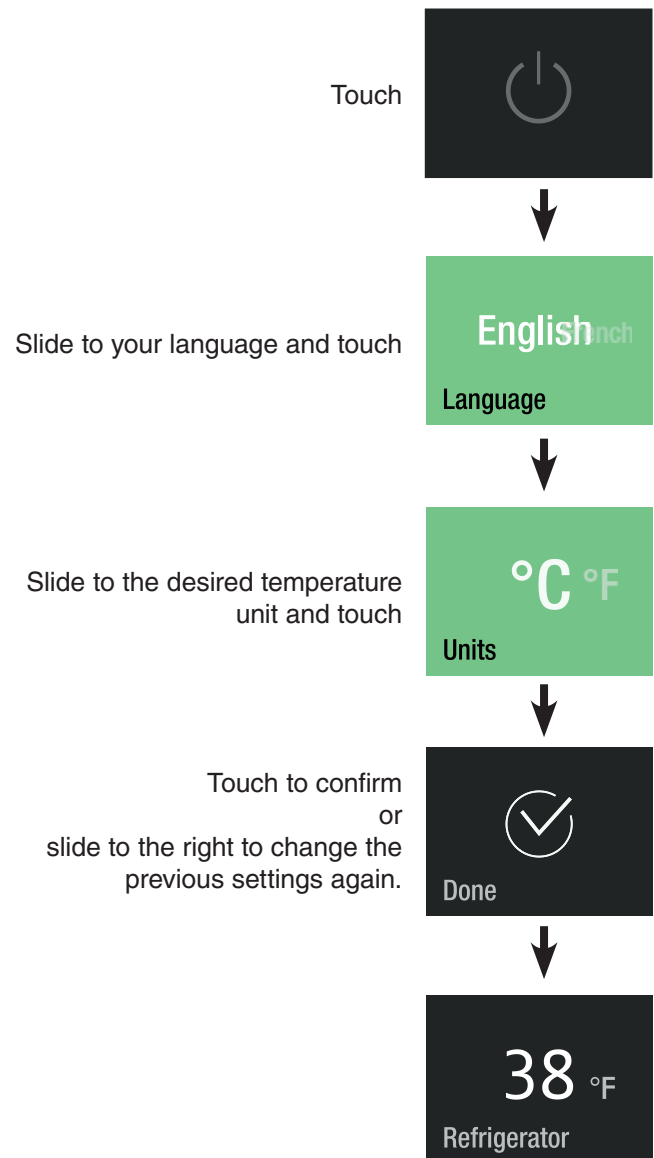 Touch
Slide to your language and touch
English French
Language
Slide to the desired temperature
unit and touch
°C °F
Units
Touch to confirm
or
slide to the right to change the
previous settings again.
Done
38 °F
Refrigerator